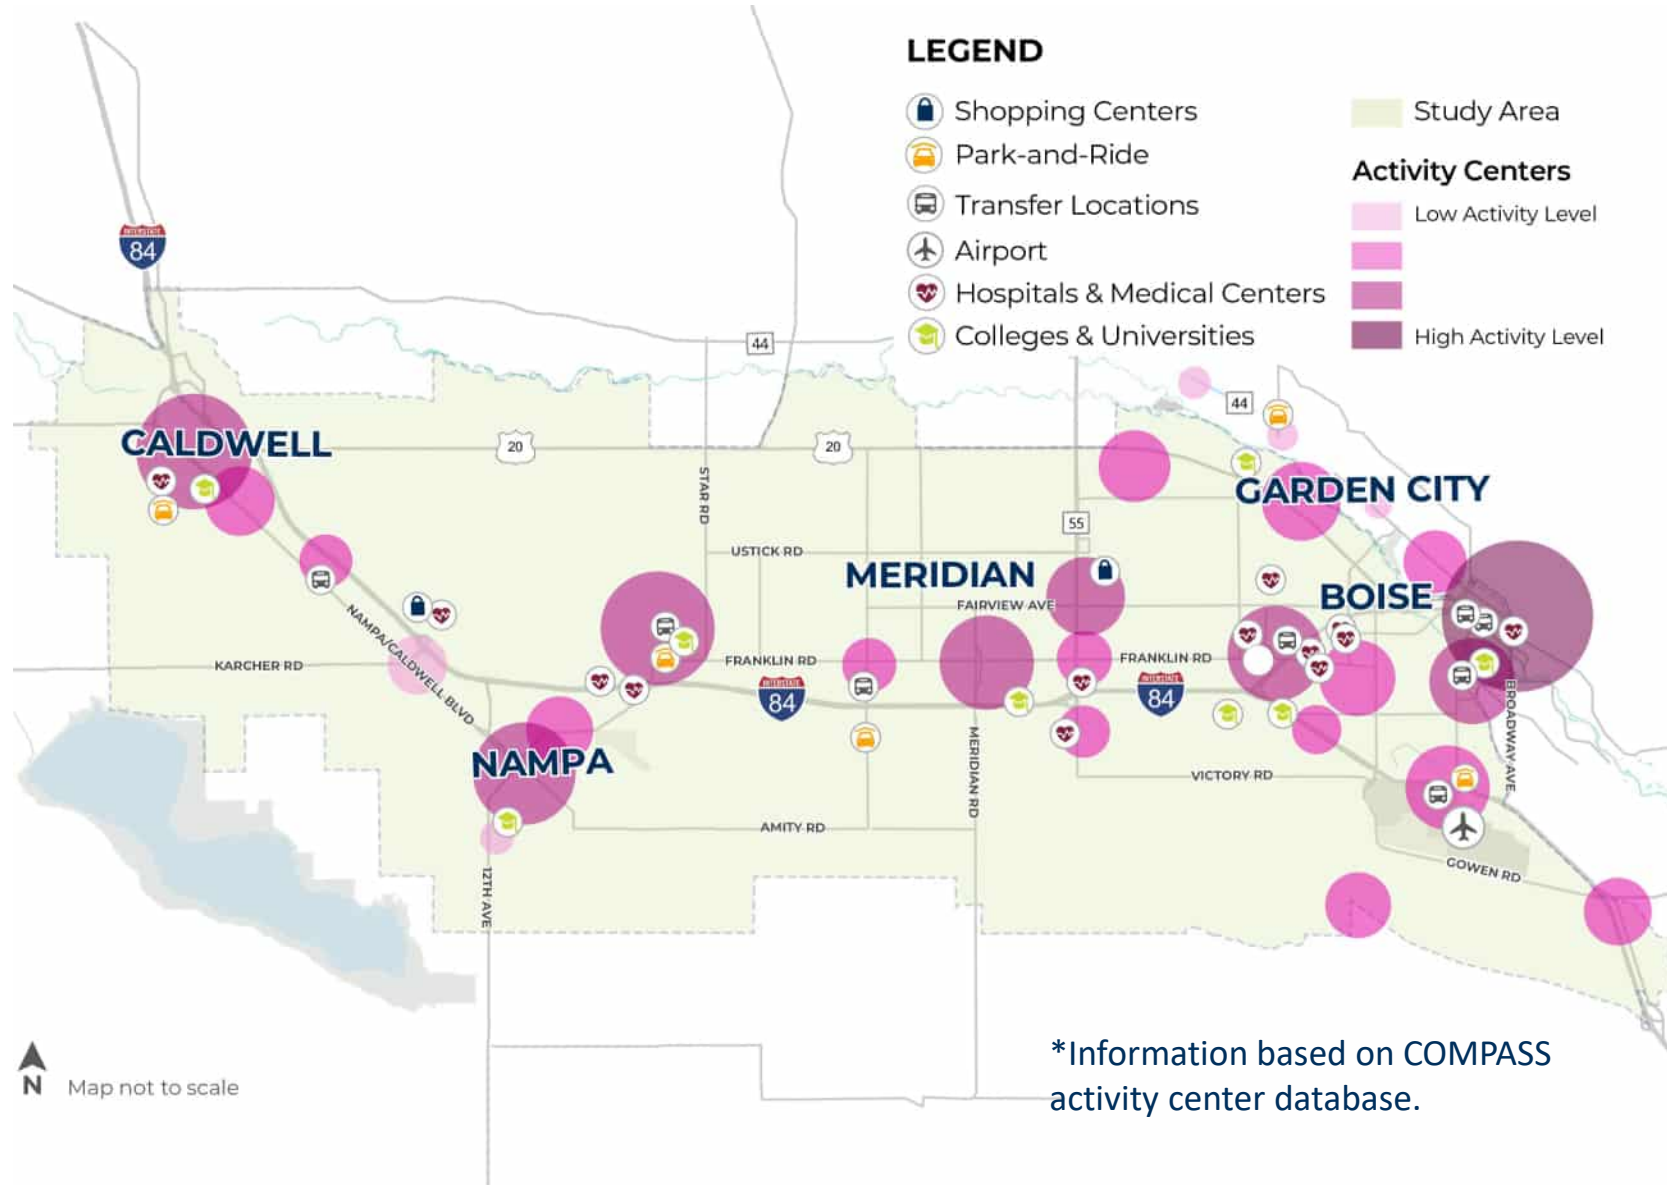 LEGEND
Shopping Centers
Park-and-Ride
Transfer Locations
Airport
Hospitals & Medical Centers
Colleges & Universities
Study Area
Activity Centers
Low Activity Level
High Activity Level
INTERSTATE
84
44
44
CALDWELL
20
20
STAR RD
GARDEN CITY
55
USTICK RD
MERIDIAN
FAIRVIEW AVE
BOISE
NAMPA/CALDWELL BLVD
KARCHER RD
FRANKLIN RD
FRANKLIN RD
INTERSTATE
84
INTERSTATE
84
BROADWAY AVE
NAMPA
MERIDIAN RD
VICTORY RD
AMITY RD
GOWEN RD
12TH AVE
N
Map not to scale
*Information based on COMPASS
activity center database.